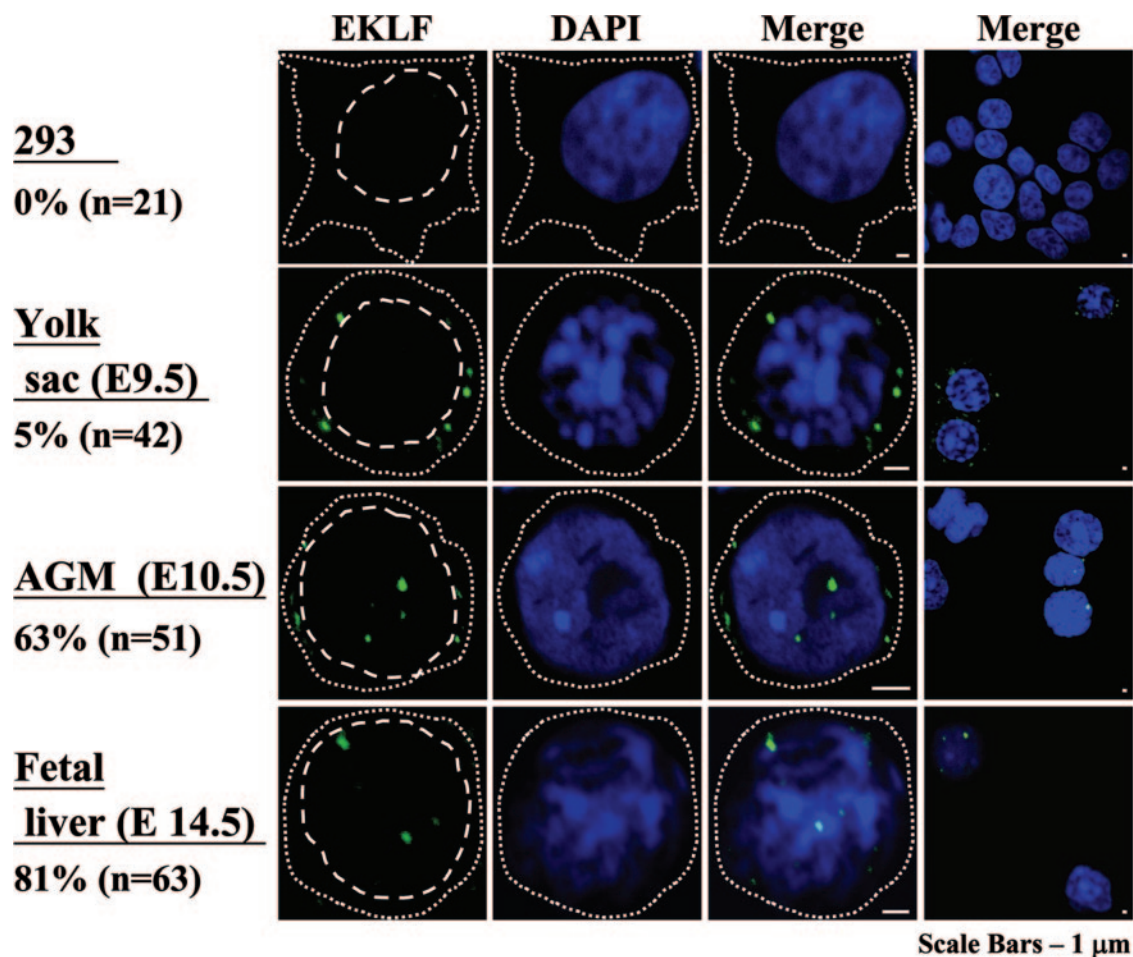 EKLF DAPI Merge Merge
293
0% (n=21)
Yolk
sac (E9.5)
5% (n=42)
AGM (E10.5)
63% (n=51)
Fetal
liver (E 14.5)
81% (n=63)
Scale Bars – 1 µm